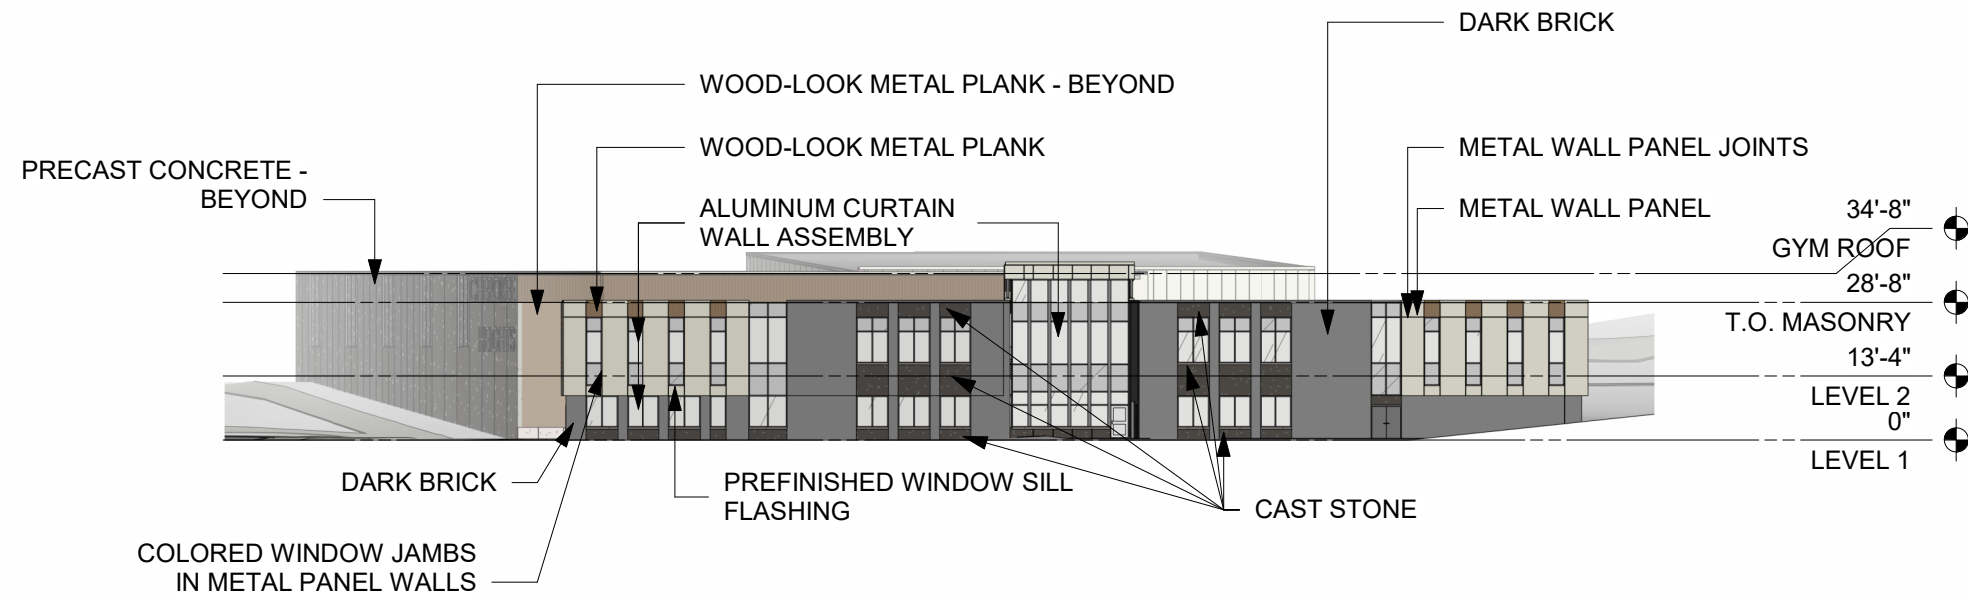 DARK BRICK
WOOD-LOOK METAL PLANK - BEYOND
WOOD-LOOK METAL PLANK
METAL WALL PANEL JOINTS
PRECAST CONCRETE -
BEYOND
ALUMINUM CURTAIN
WALL ASSEMBLY
METAL WALL PANEL
34'-8"
GYM ROOF
28'-8"
T.O. MASONRY
13'-4"
LEVEL 2
0"
LEVEL 1
DARK BRICK
PREFINISHED WINDOW SILL
FLASHING
CAST STONE
COLORED WINDOW JAMBS
IN METAL PANEL WALLS